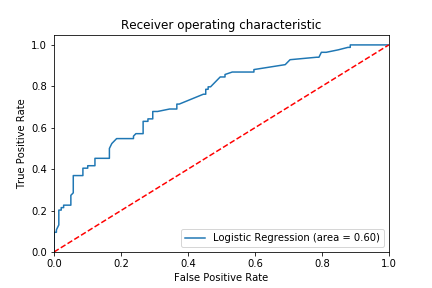 Receiver operating characteristic
True Positive Rate
1.0
0.8
0.6
0.4
0.2
0.0
Logistic Regression (area = 0.60)
0.0 0.2 0.4 0.6 0.8 1.0
False Positive Rate